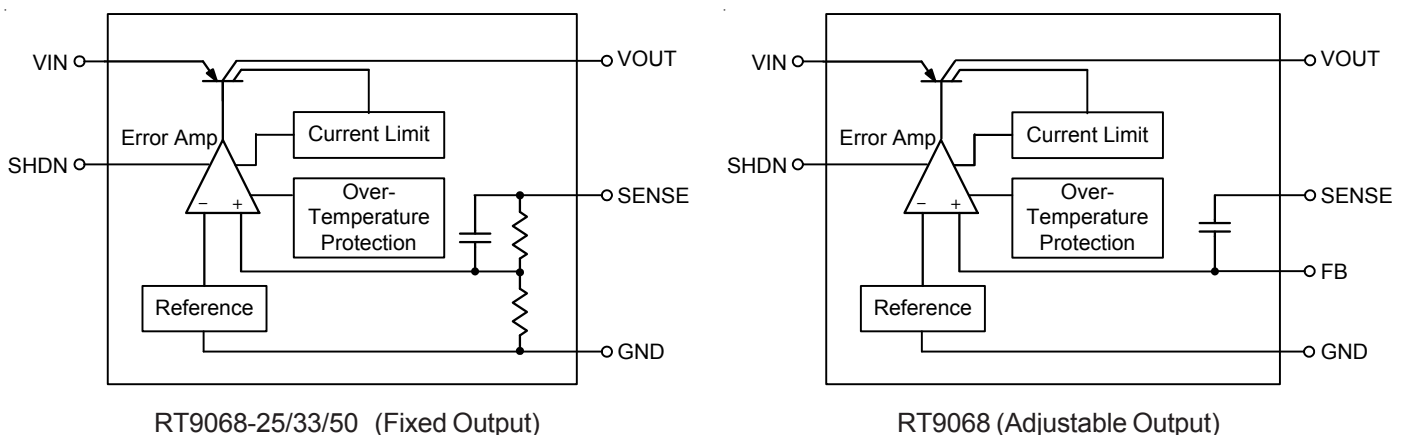 VIN
VOUT
Error Amp
Current Limit
SHDN
Over-
Temperature
Protection
SENSE
− +
Reference
GND
RT9068-25/33/50 (Fixed Output)
VIN
VOUT
Error Amp
Current Limit
SHDN
Over-
Temperature
Protection
SENSE
− +
FB
Reference
GND
RT9068 (Adjustable Output)